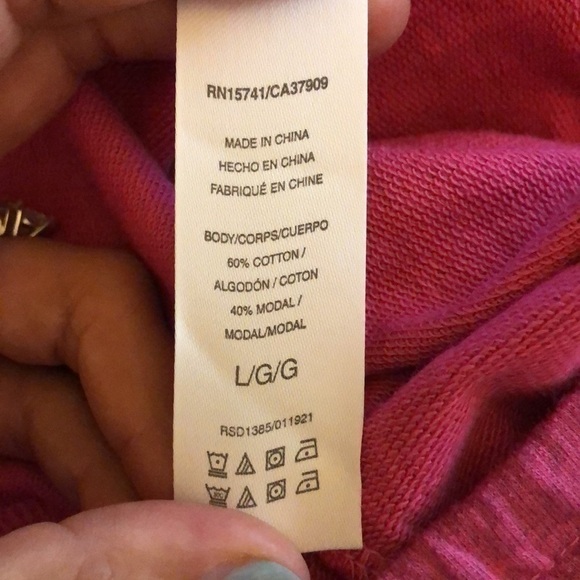 RN15741/CA37909
MADE IN CHINA
HECHO EN CHINA
FABRIQUÉ EN CHINE
BODY/CORPS/CUERPO
60% COTTON /
ALGODÓN / COTON
40% MODAL /
MODAL/MODAL
L/G/G
RSD1385/011921